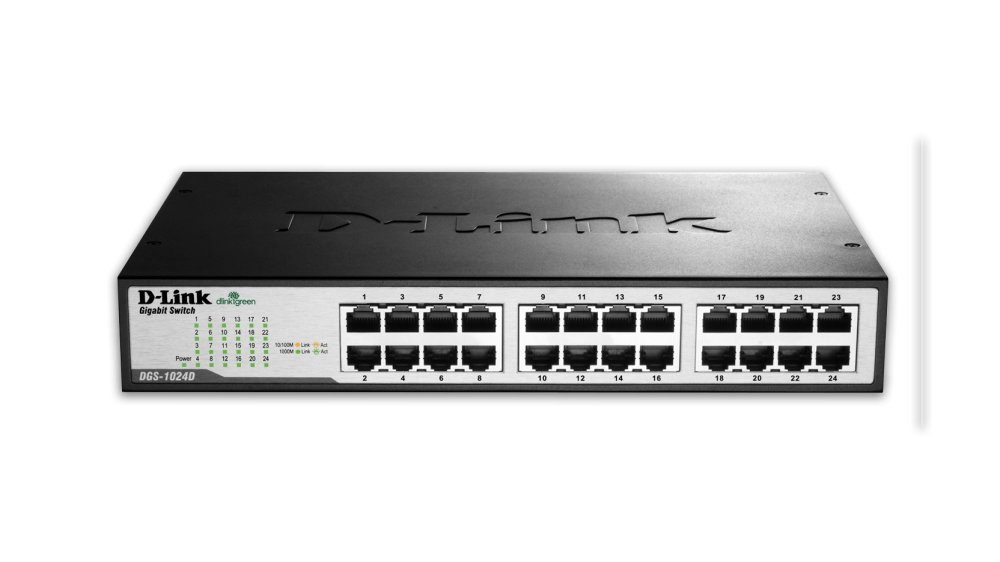 D-Link
D-Link dlinkgreen
Gigabit Switch
1 5 9 13 17 21
2 6 10 14 18 22
3 7 11 15 19 23 10/100M Link Act
1000M Link Act
Power 4 8 12 16 20 24
DGS-1024D
1 3 5 7 9 11 13 15 17 19 21 23
2 4 6 8 10 12 14 16 18 20 22 24